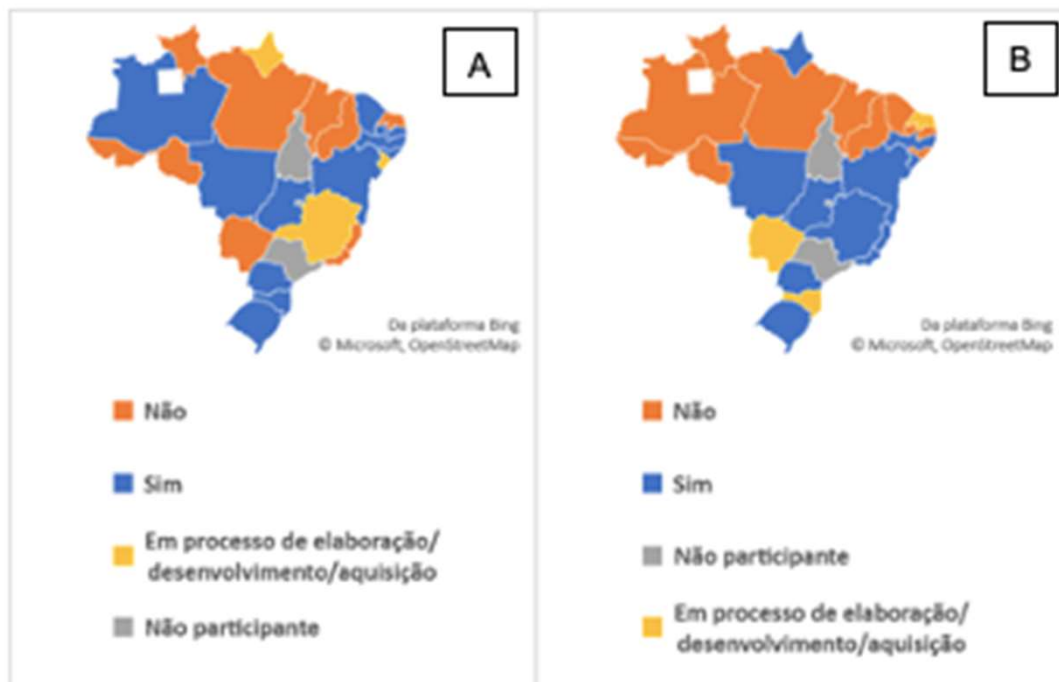 A
Da plataforma Bing
© Microsoft, OpenStreetMap
Não
Sim
Em processo de elaboração/
desenvolvimento/aquisição
Não participante
B
Da plataforma Bing
© Microsoft, OpenStreetMap
Não
Sim
Não participante
Em processo de elaboração/
desenvolvimento/aquisição